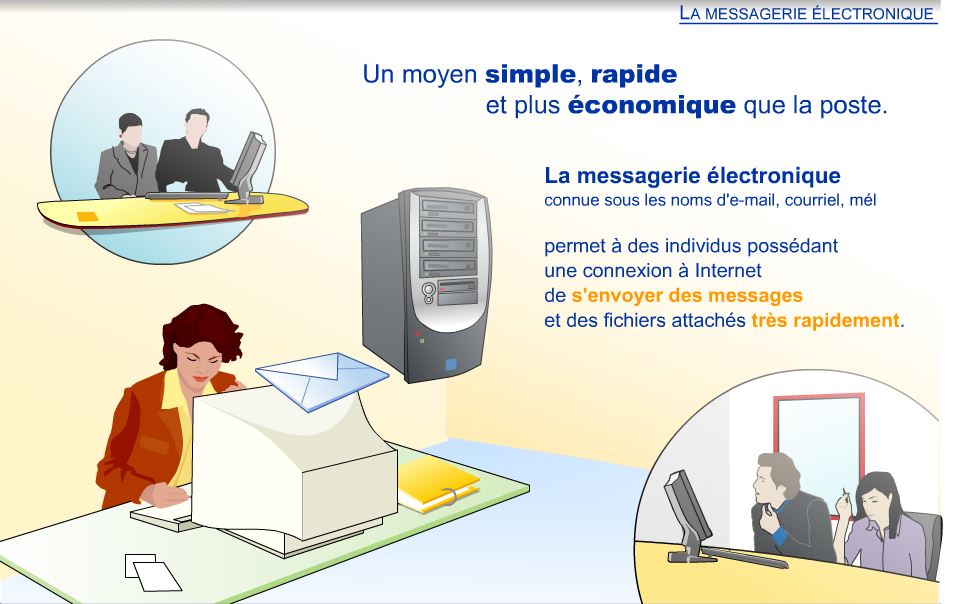 LA MESSAGERIE ÉLECTRONIQUE
Un moyen simple, rapide
et plus économique que la poste.
La messagerie électronique
connue sous les noms d'e-mail, courriel, mél
permet à des individus possédant
une connexion à Internet
de s'envoyer des messages
et des fichiers attachés très rapidement.